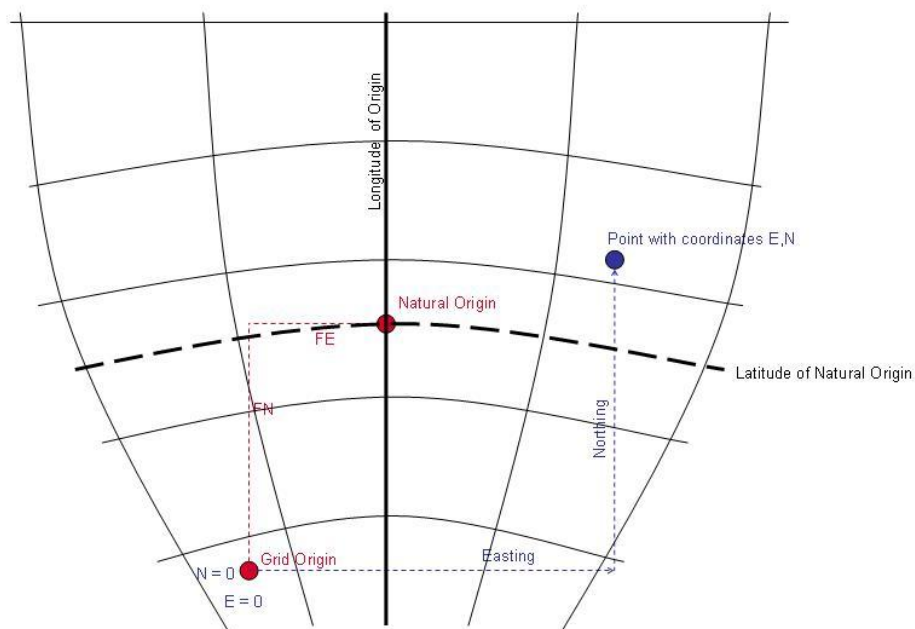 Longitude of Origin
Point with coordinates E,N
Natural Origin
FE
Latitude of Natural Origin
FN
Northing
Grid Origin
Easting
N = 0
E = 0